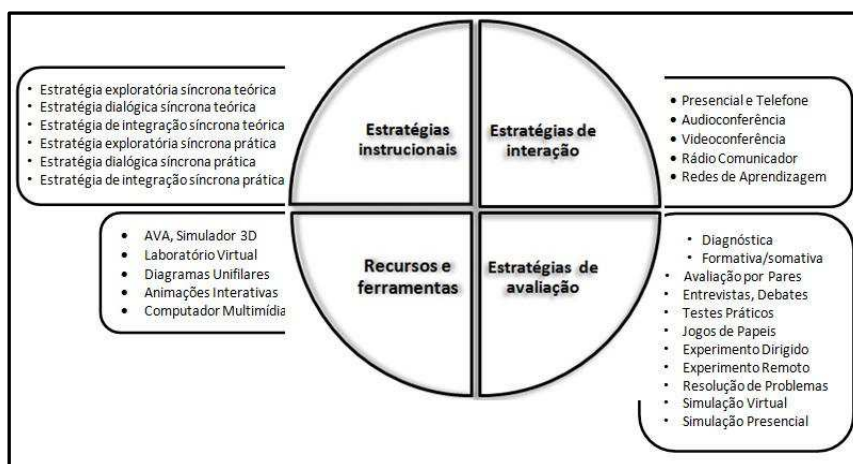 Estratégia exploratória síncrona teórica
Estratégia dialógica síncrona teórica
Estratégia de integração síncrona teórica
Estratégia exploratória síncrona prática
Estratégia dialógica síncrona prática
Estratégia de integração síncrona prática
Estratégias
instrucionais
Estratégias de
interação
Presencial e Telefone
Audioconferência
Videoconferência
Rádio Comunicador
Redes de Aprendizagem
AVA, Simulador 3D
Laboratório Virtual
Diagramas Unifilares
Animações Interativas
Computador Multimídia
Recursos e
ferramentas
Estratégias de
avaliação
Diagnóstica
Formativa/somativa
Avaliação por Pares
Entrevistas, Debates
Testes Práticos
Jogos de Papeis
Experimento Dirigido
Experimento Remoto
Resolução de Problemas
Simulação Virtual
Simulação Presencial